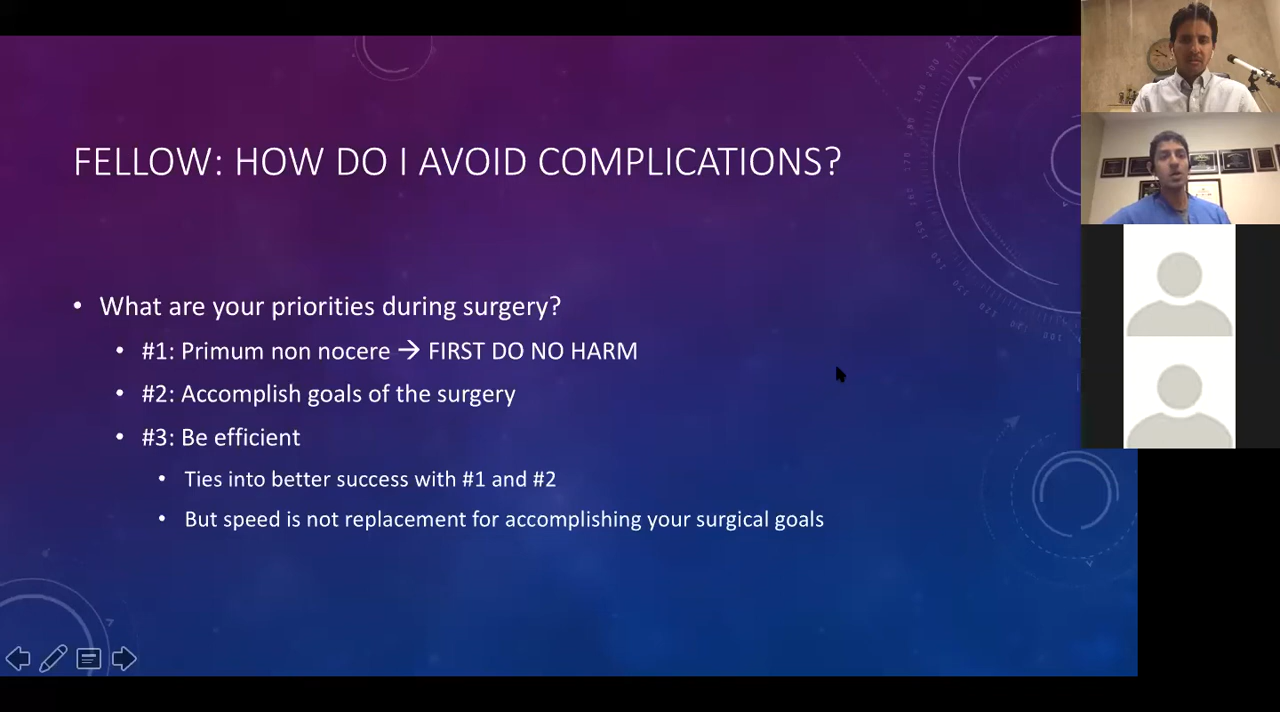 FELLOW: HOW DO I AVOID COMPLICATIONS?
• What are your priorities during surgery?
• #1: Primum non nocere → FIRST DO NO HARM
• #2: Accomplish goals of the surgery
• #3: Be efficient
• Ties into better success with #1 and #2
• But speed is not replacement for accomplishing your surgical goals